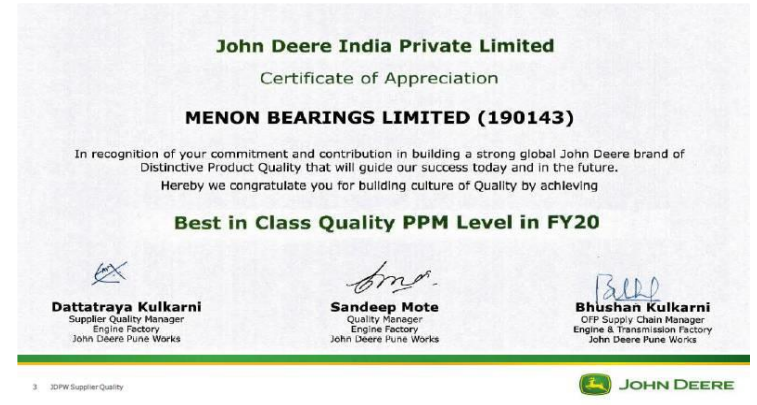 John Deere India Private Limited
Certificate of Appreciation
MENON BEARINGS LIMITED (190143)
In recognition of your commitment and contribution in building a strong global John Deere brand of
Distinctive Product Quality that will guide our success today and in the future.
Hereby we congratulate you for building culture of Quality by achieving
Best in Class Quality PPM Level in FY20
Dattatraya Kulkarni
Supplier Quality Manager
Engine Factory
John Deere Pune Works
Sandeep Mote
Quality Manager
Engine Factory
John Deere Pune Works
Bhushan Kulkarni
OFP Supply Chain Manager
Engine & Transmission Factory
John Deere Pune Works
3 JDPW Supplier Quality
JOHN DEERE